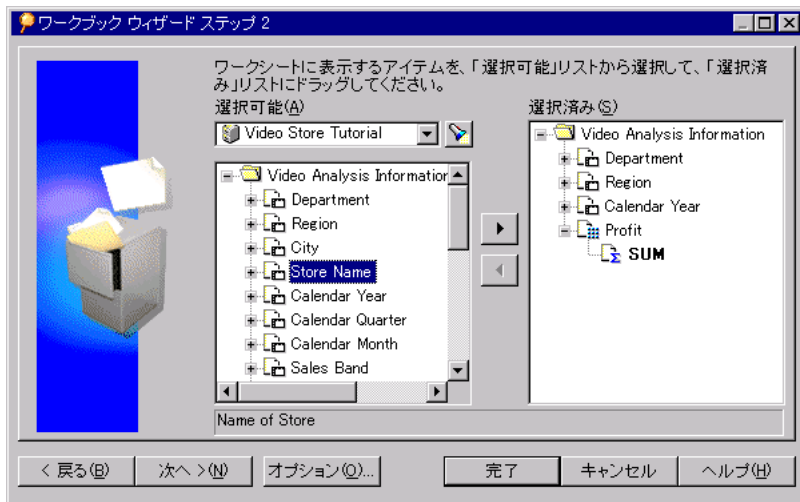 ワークブック ウィザード ステップ 2
ワークシートに表示するアイテムを、「選択可能」リストから選択して、「選択済
み」リストにドラッグしてください。
選択可能(A)
選択済み(S)
Video Store Tutorial
Video Analysis Information
Department
Region
City
Store Name
Calendar Year
Calendar Quarter
Calendar Month
Sales Band
Video Analysis Information
Department
Region
Calendar Year
Profit
SUM
Name of Store
< 戻る(B)
次へ >(N)
オプション(O)...
完了
キャンセル
ヘルプ(H)